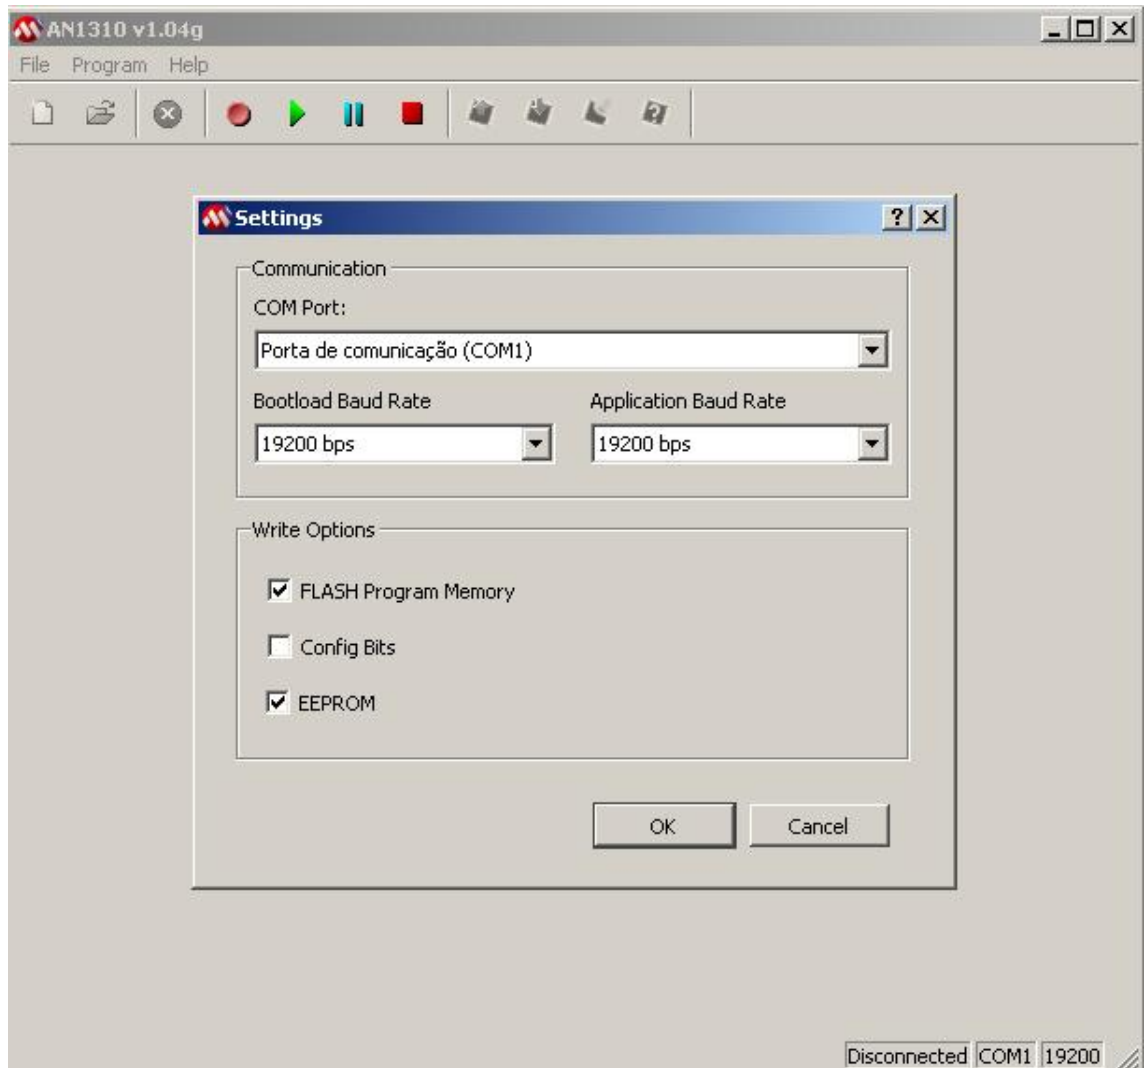 AN1310 v1.04g
File Program Help
Settings
Communication
COM Port:
Porta de comunicação (COM1)
Bootload Baud Rate Application Baud Rate
19200 bps 19200 bps
Write Options
FLASH Program Memory
Config Bits
EEPROM
OK Cancel
Disconnected COM1 19200